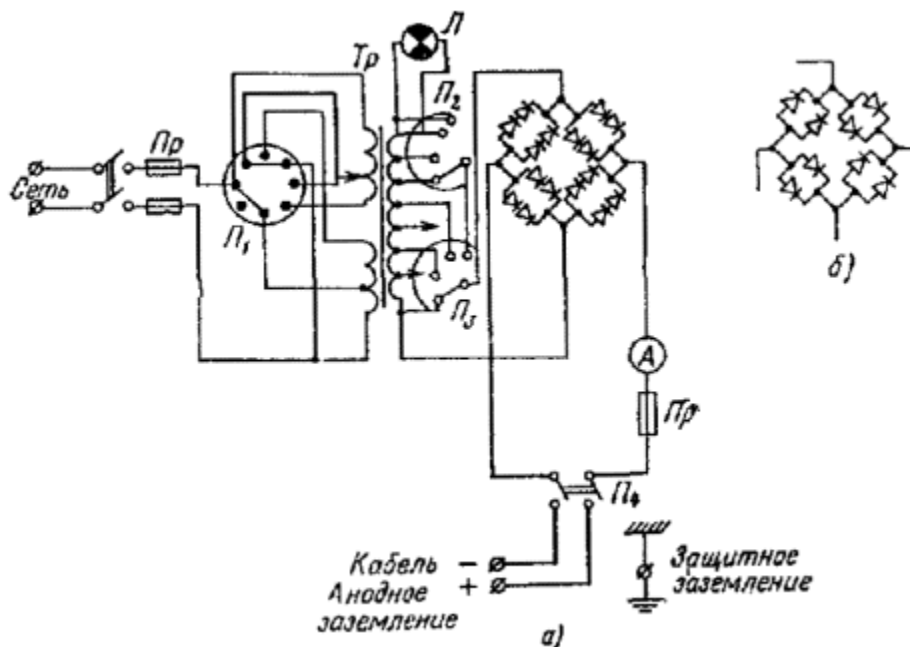 Л
Тр
П₂
Пр
Сеть
П₁
П₃
б)
А
Пр
П₄
Кабель −
Анодное +
заземление
Защитное
заземление
а)